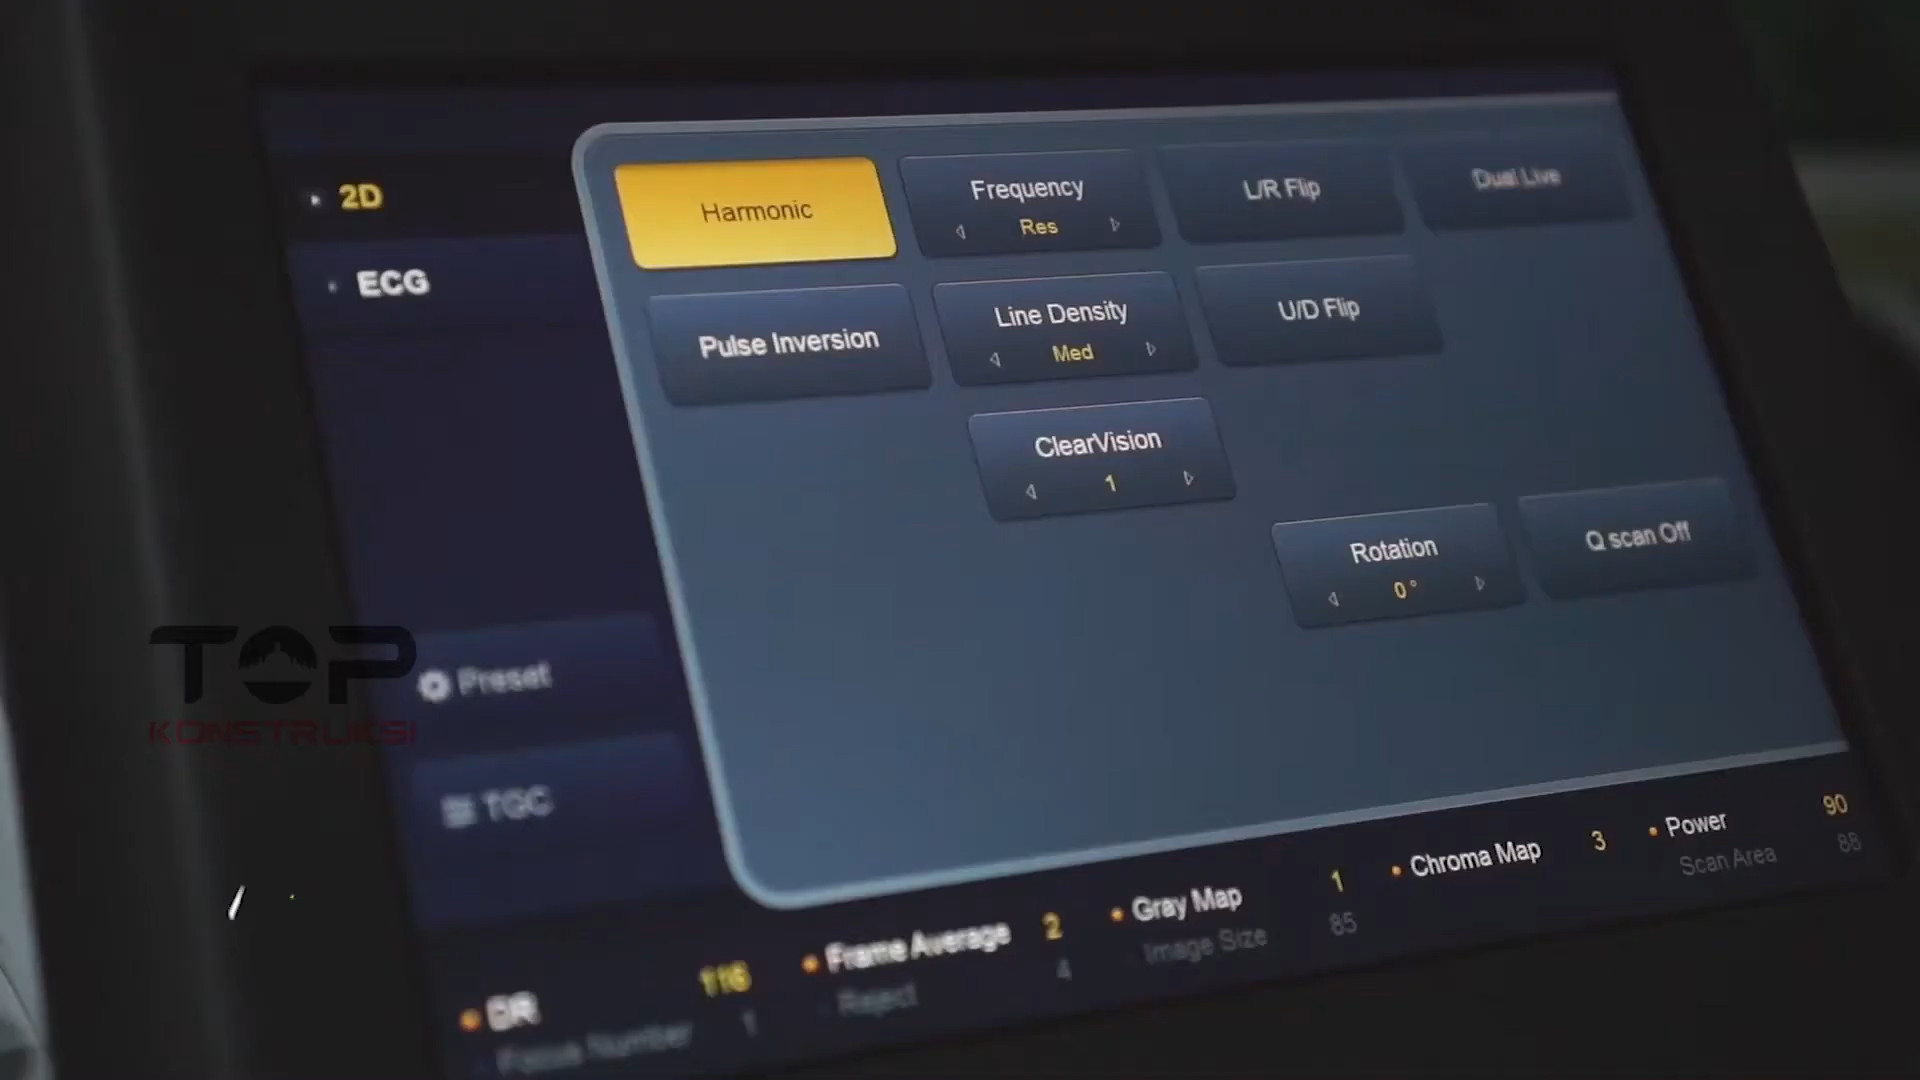 2D
ECG
Harmonic
Frequency
Res
L/R Flip
Dual Live
Pulse Inversion
Line Density
Med
U/D Flip
ClearVision
1
Rotation
0°
Q scan Off
TOP
KONSTRUKSI
Preset
TGC
DR 116
Frame Average 2
Gray Map 1
Chroma Map 3
Power 90
Focus Number 1
Reject 4
Image Size 85
Scan Area 88